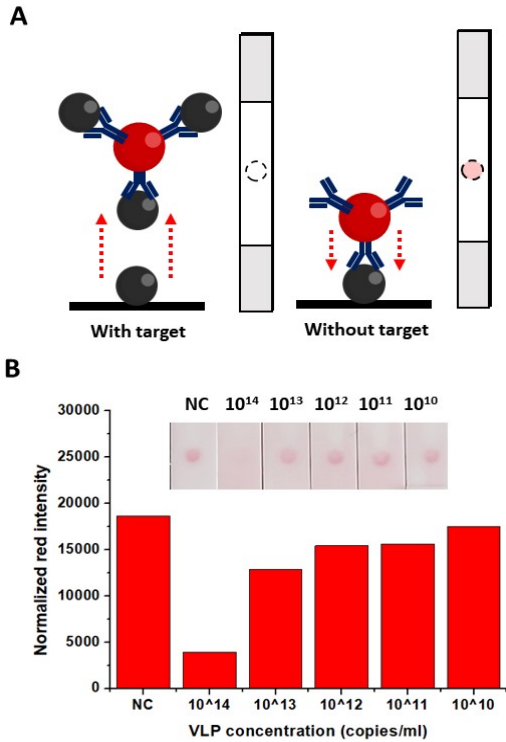 A
With target
Without target
B
NC 10¹⁴ 10¹³ 10¹² 10¹¹ 10¹⁰
30000
25000
20000
15000
10000
5000
0
Normalized red intensity
NC 10^14 10^13 10^12 10^11 10^10
VLP concentration (copies/ml)